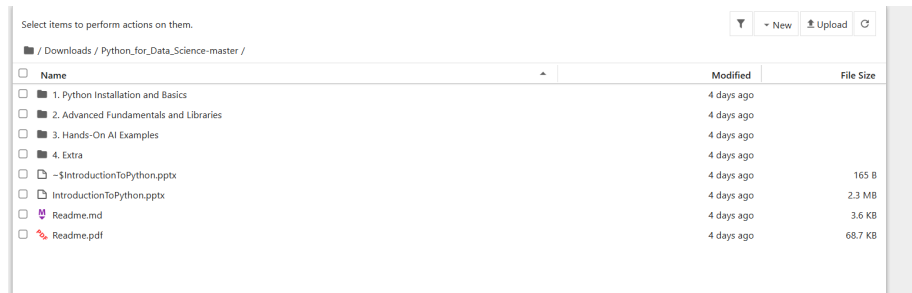 Select items to perform actions on them.
New Upload
/ Downloads / Python_for_Data_Science-master /
Name Modified File Size
1. Python Installation and Basics 4 days ago
2. Advanced Fundamentals and Libraries 4 days ago
3. Hands-On AI Examples 4 days ago
4. Extra 4 days ago
~$IntroductionToPython.pptx 4 days ago 165 B
IntroductionToPython.pptx 4 days ago 2.3 MB
M Readme.md 4 days ago 3.6 KB
PDF Readme.pdf 4 days ago 68.7 KB